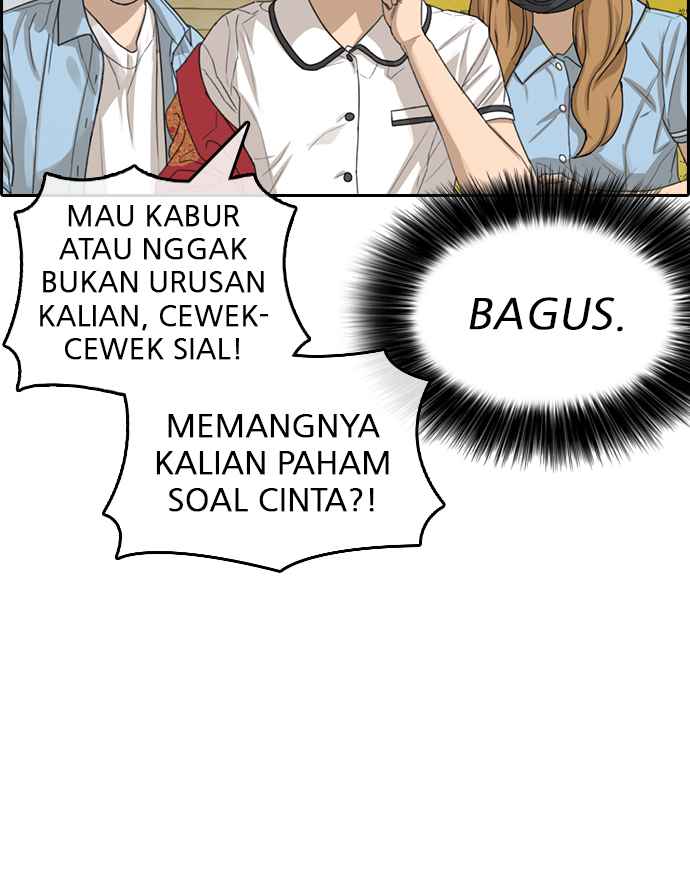 MAU KABUR
ATAU NGGAK
BUKAN URUSAN
KALIAN, CEWEK-
CEWEK SIAL!
BAGUS.
MEMANGNYA
KALIAN PAHAM
SOAL CINTA?!